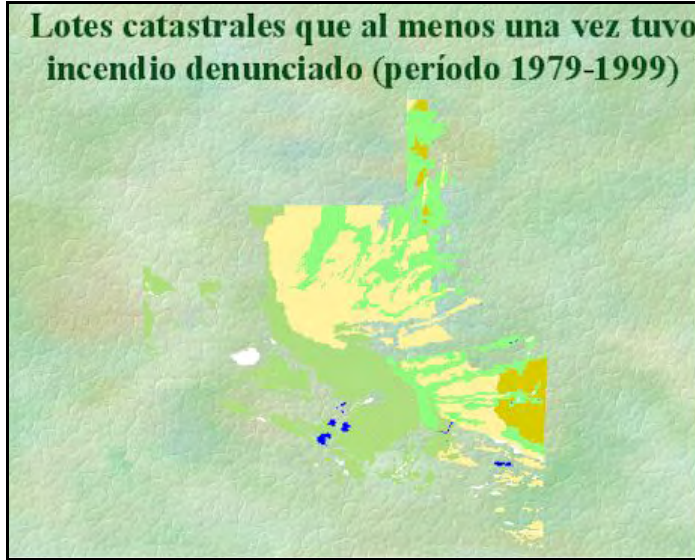 Lotes catastrales que al menos una vez tuvo
incendio denunciado (período 1979-1999)